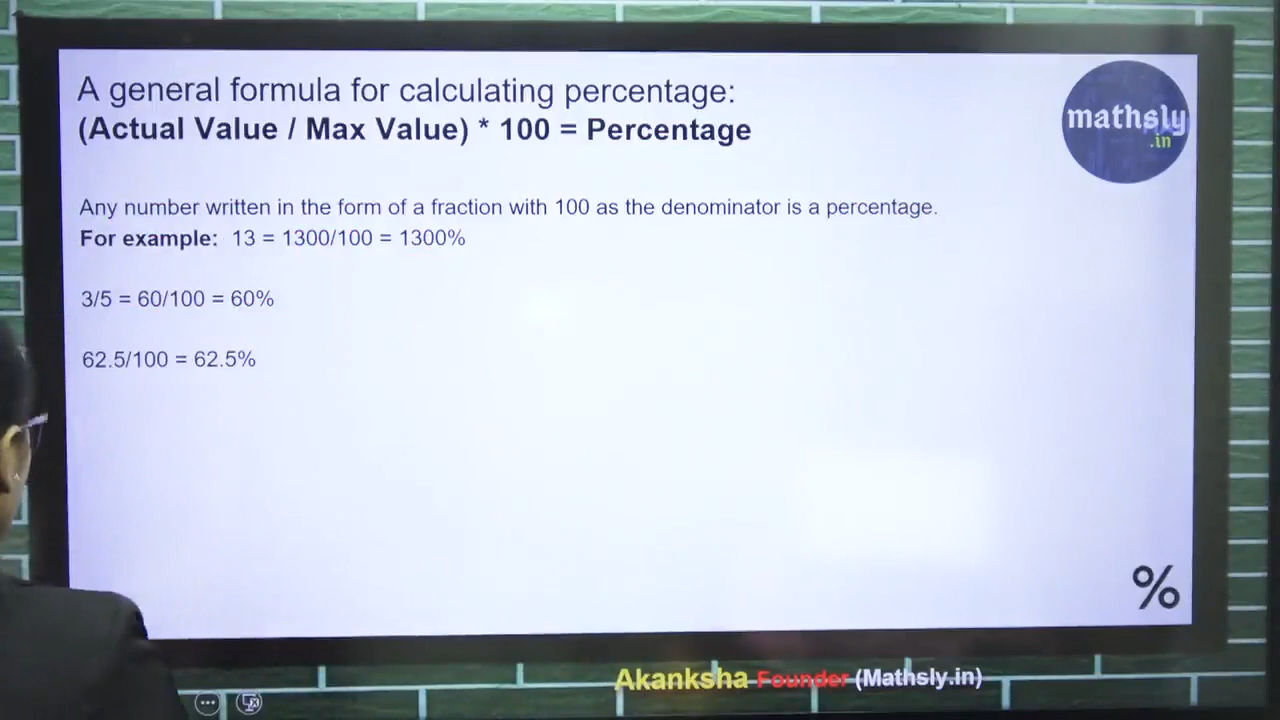 A general formula for calculating percentage:
(Actual Value / Max Value) * 100 = Percentage
mathsly
.in
Any number written in the form of a fraction with 100 as the denominator is a percentage.
For example: 13 = 1300/100 = 1300%
3/5 = 60/100 = 60%
62.5/100 = 62.5%
%
Akanksha Founder (Mathsly.in)